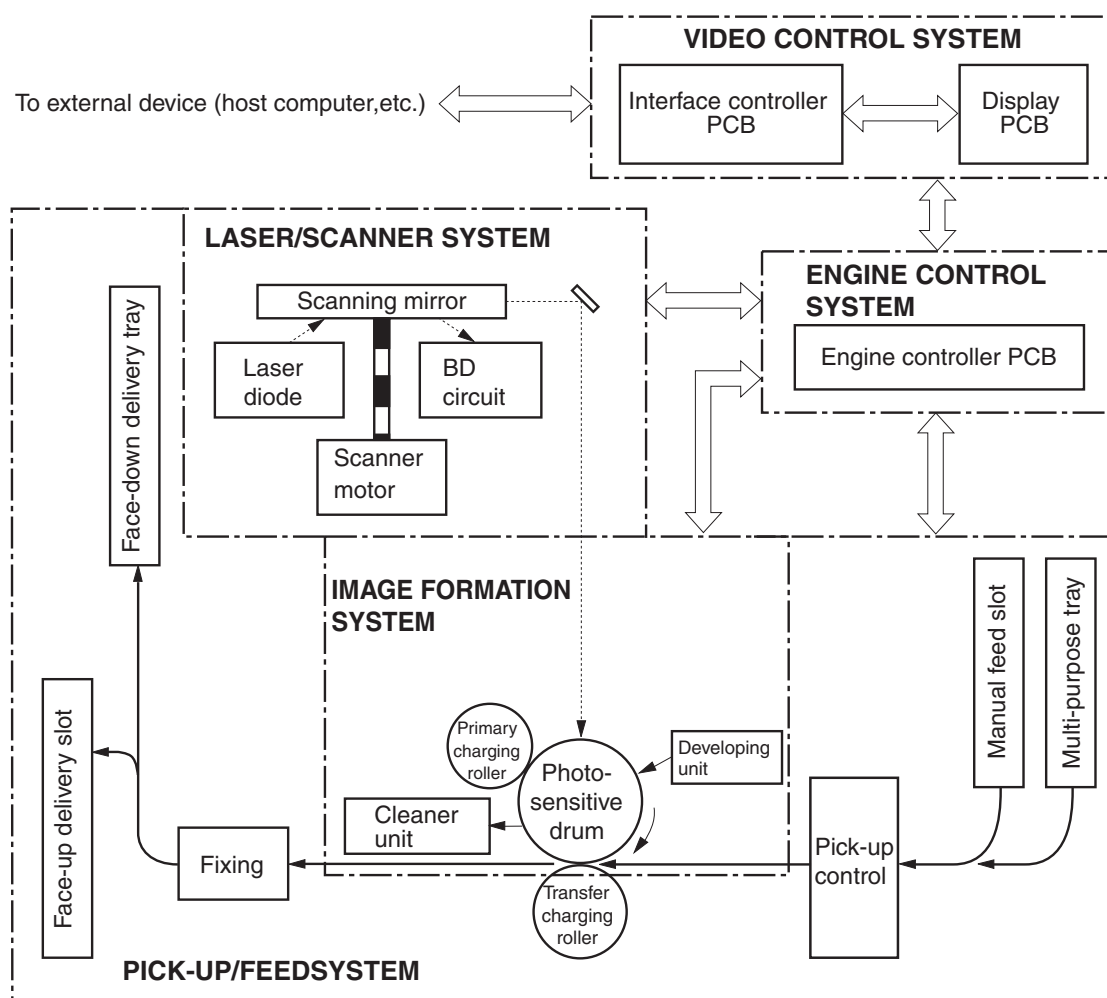 VIDEO CONTROL SYSTEM
To external device (host computer,etc.)
Interface controller
PCB
Display
PCB
LASER/SCANNER SYSTEM
ENGINE CONTROL
SYSTEM
Engine controller PCB
Scanning mirror
Laser
diode
BD
circuit
Scanner
motor
Face-down delivery tray
IMAGE FORMATION
SYSTEM
Manual feed slot
Multi-purpose tray
Face-up delivery slot
Primary
charging
roller
Photo-
sensitive
drum
Developing
unit
Cleaner
unit
Fixing
Pick-up
control
Transfer
charging
roller
PICK-UP/FEEDSYSTEM